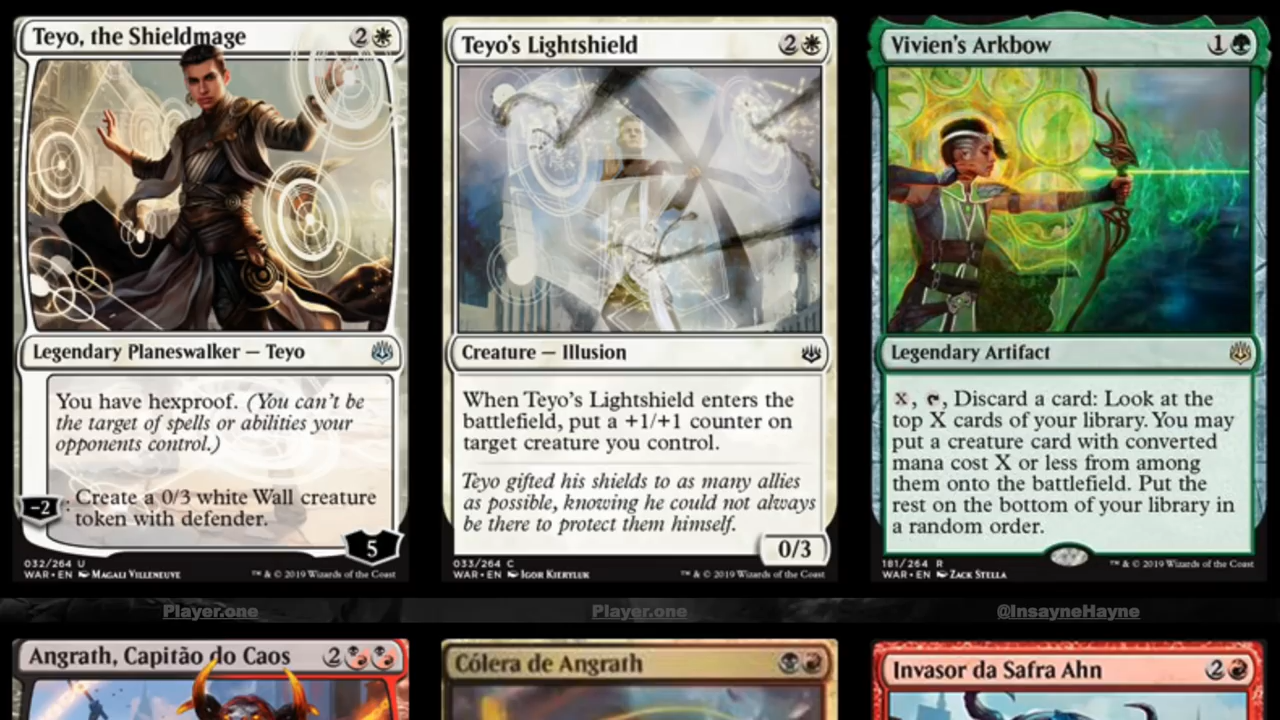 Teyo, the Shieldmage 2
Legendary Planeswalker — Teyo
You have hexproof. (You can't be
the target of spells or abilities your
opponents control.)
−2: Create a 0/3 white Wall creature
token with defender.
5
032/264 U
WAR • EN Magali Villeneuve ™ & © 2019 Wizards of the Coast
Teyo's Lightshield 2
Creature — Illusion
When Teyo's Lightshield enters the
battlefield, put a +1/+1 counter on
target creature you control.
Teyo gifted his shields to as many allies
as possible, knowing he could not always
be there to protect them himself.
0/3
033/264 C
WAR • EN Igor Kieryluk ™ & © 2019 Wizards of the Coast
Vivien's Arkbow 1
Legendary Artifact
X, , Discard a card: Look at the
top X cards of your library. You may
put a creature card with converted
mana cost X or less from among
them onto the battlefield. Put the
rest on the bottom of your library in
a random order.
181/264 R
WAR • EN Zack Stella ™ & © 2019 Wizards of the Coast
Player.one
Player.one
@InsayneHayne
Angrath, Capitão do Caos 2
Cólera de Angrath
Invasor da Safra Ahn 2